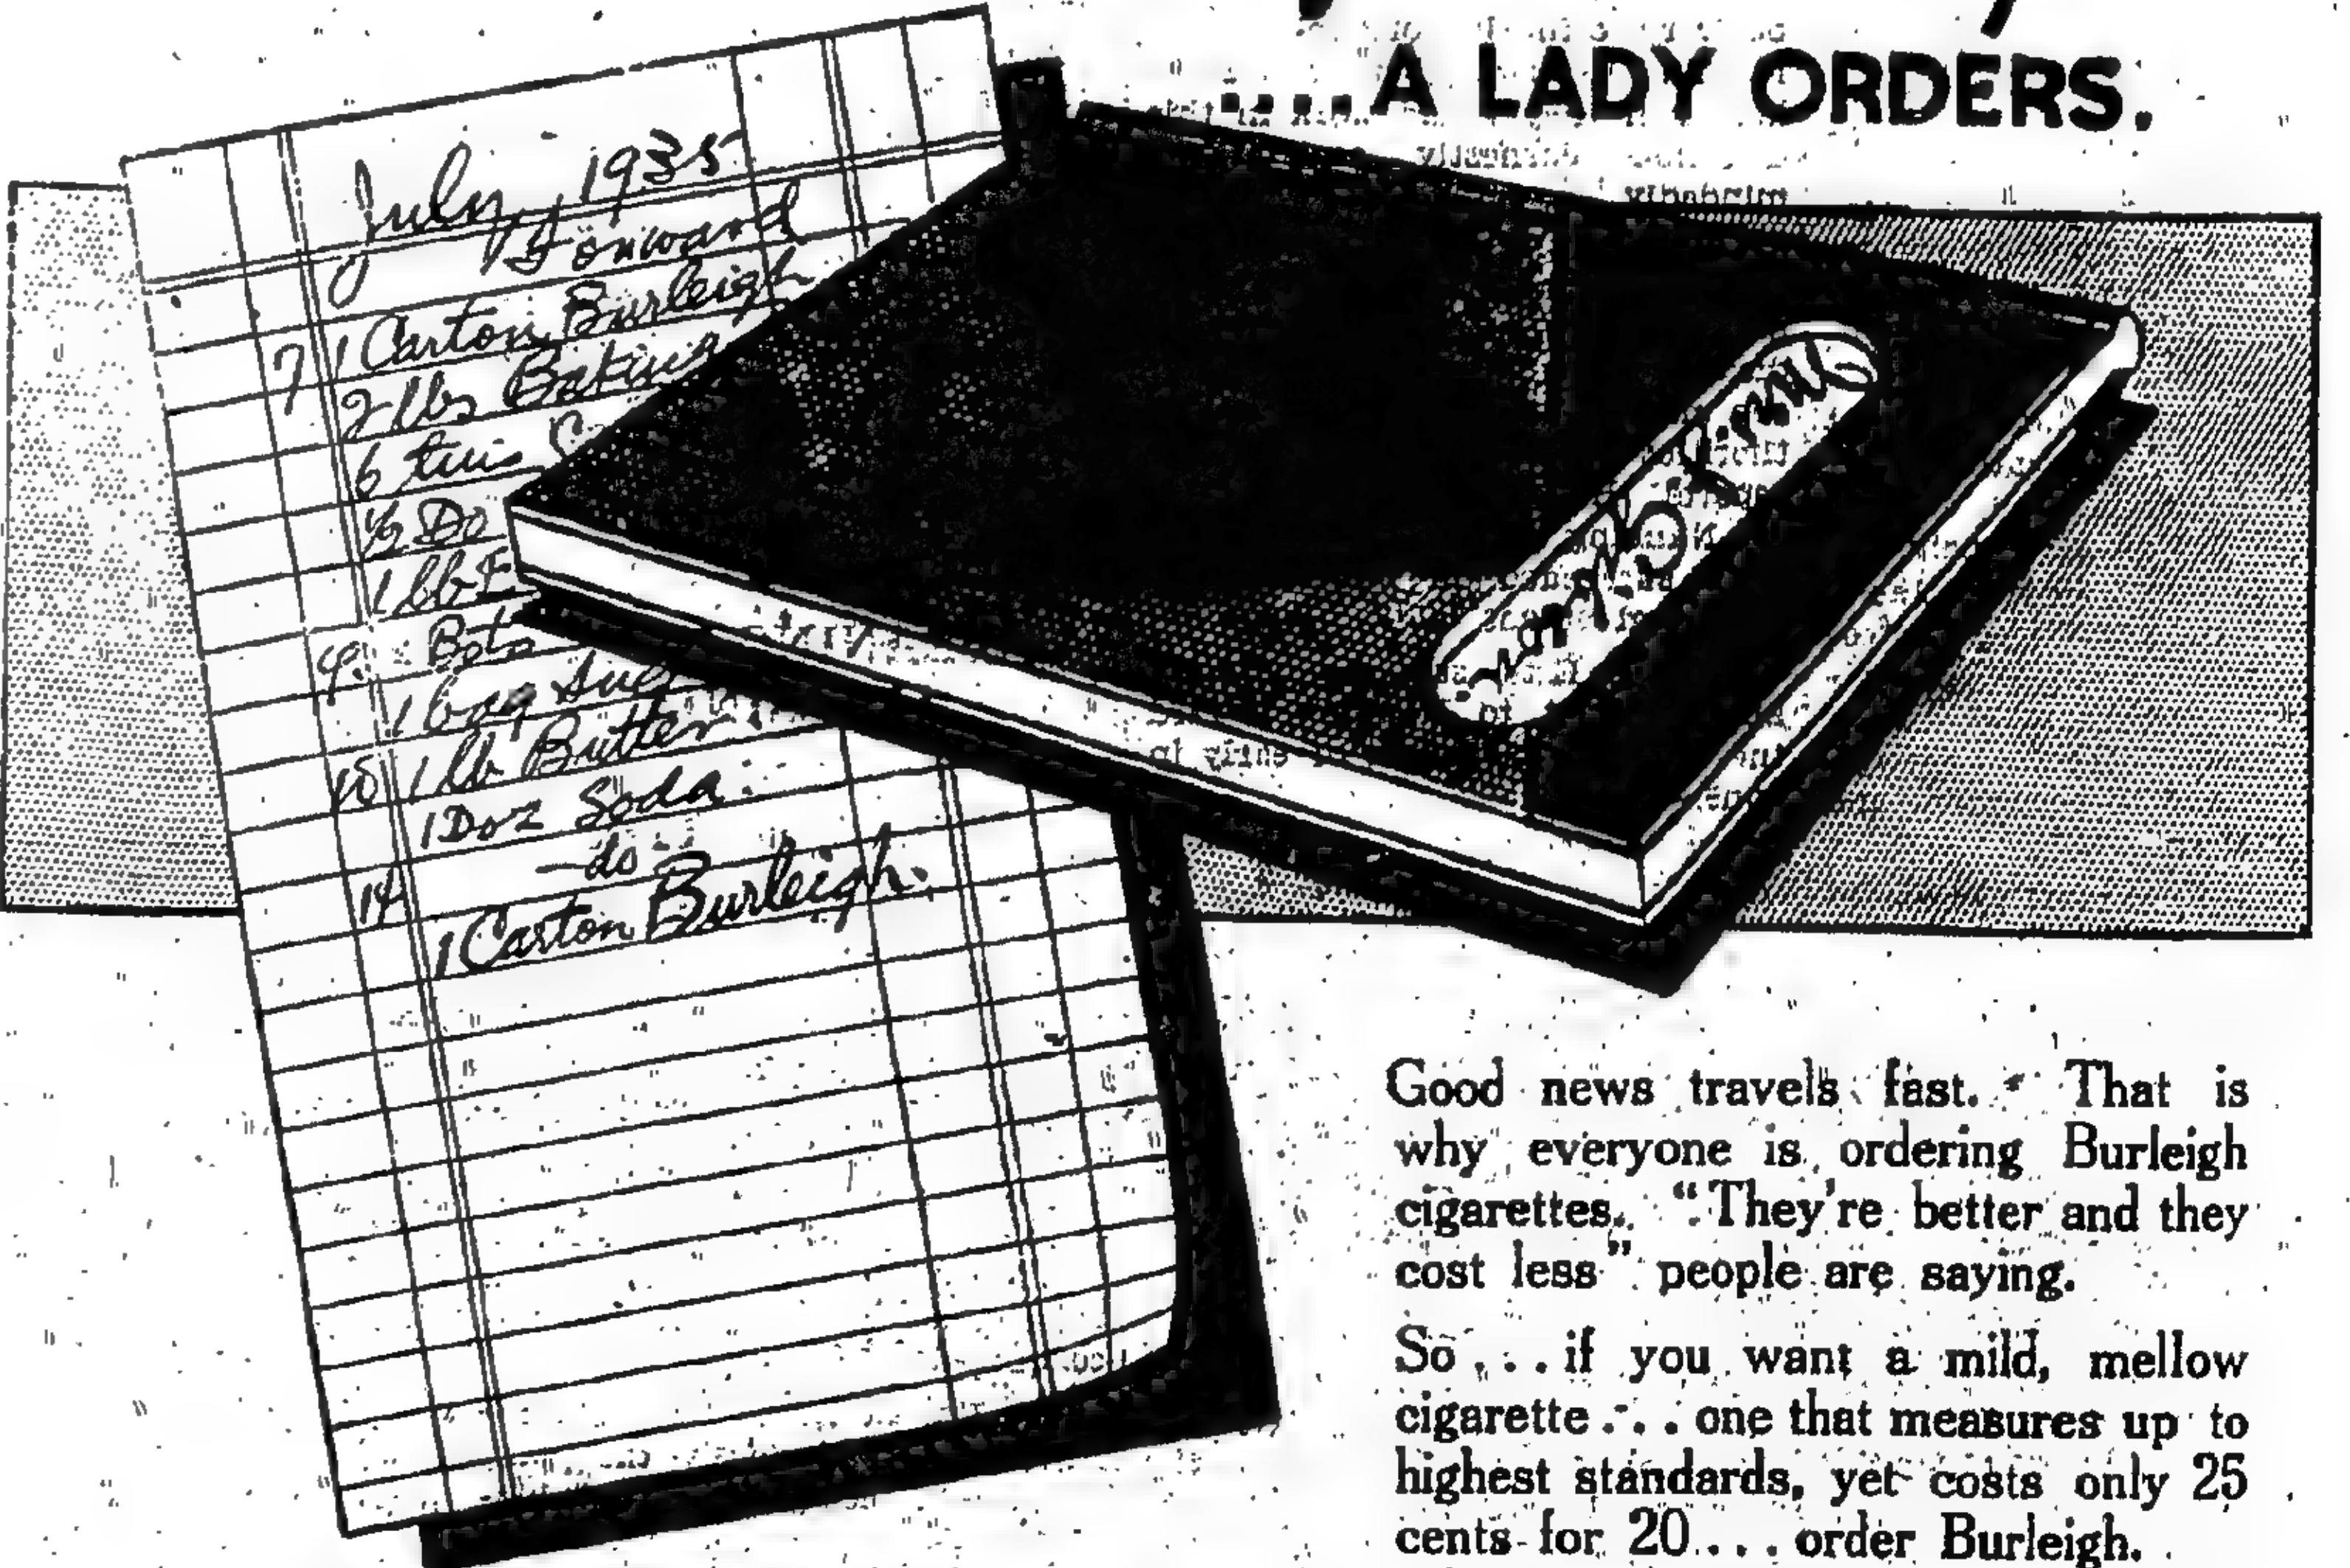 ....A LADY ORDERS.
July, 1935
Forward
7 1 Carton Burleigh
2 lbs Baking
6 tins
½ Do
1 lb F
9.
1 bag Sug
10 1 lb Butter
1 Doz Soda.
14 - do -
1 Carton Burleigh.
Good news travels fast. That is
why everyone is ordering Burleigh
cigarettes. "They're better and they
cost less" people are saying.
So... if you want a mild, mellow
cigarette... one that measures up to
highest standards, yet costs only 25
cents for 20... order Burleigh.